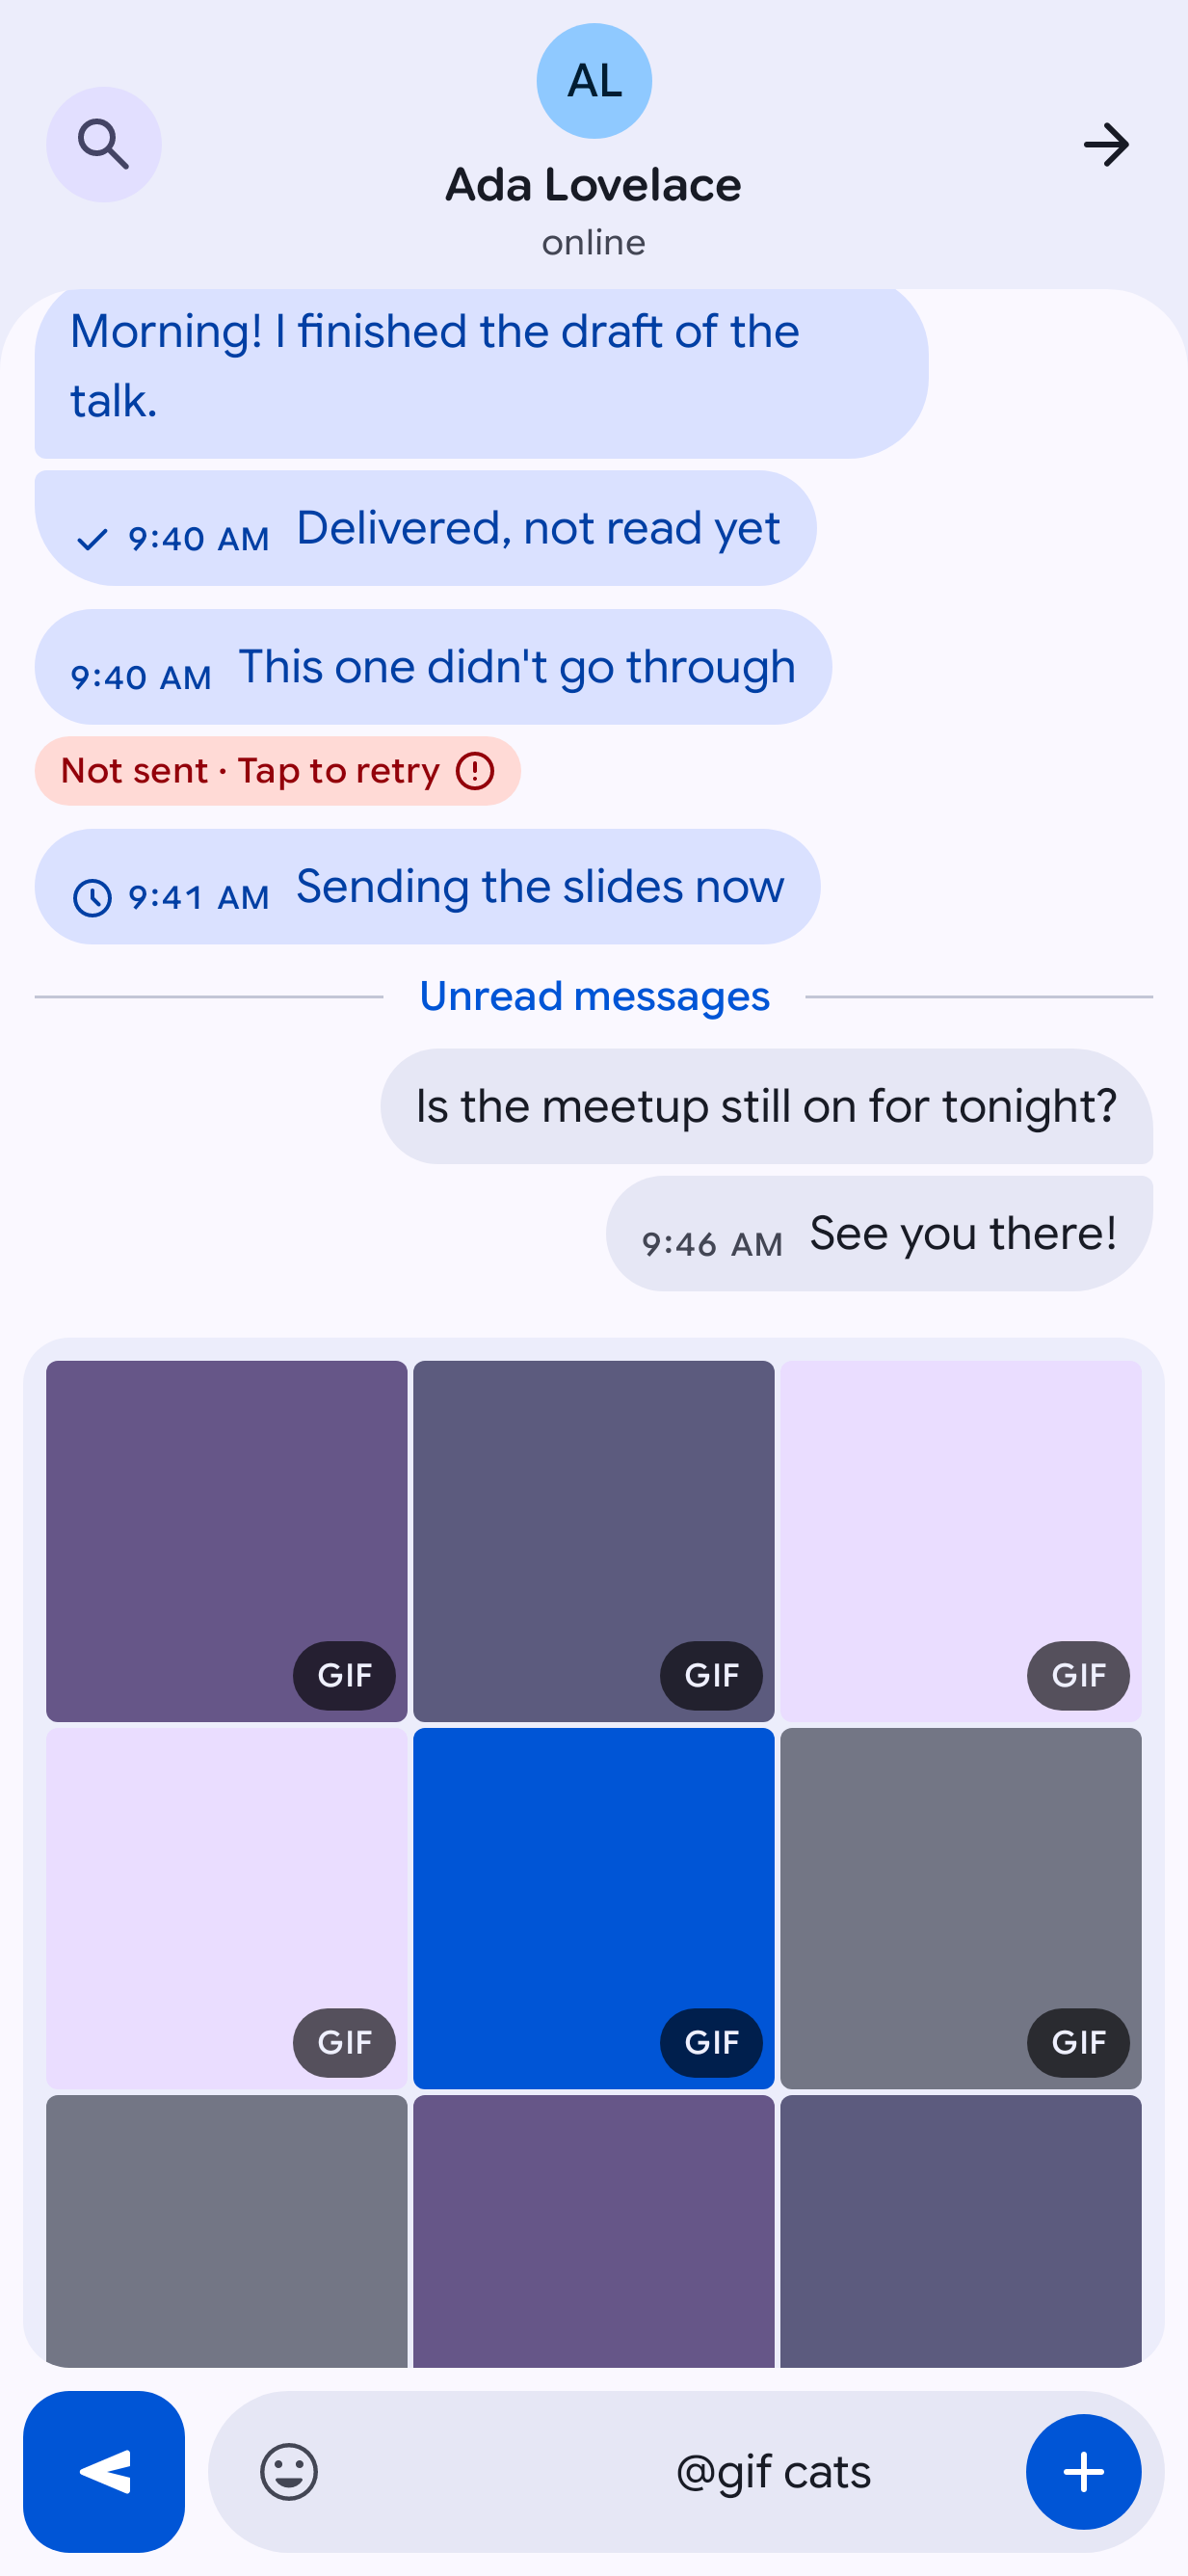 AL
Ada Lovelace
online
Morning! I finished the draft of the
talk.
9:40 AM Delivered, not read yet
9:40 AM This one didn't go through
Not sent · Tap to retry
9:41 AM Sending the slides now
Unread messages
Is the meetup still on for tonight?
9:46 AM See you there!
GIF GIF GIF
GIF GIF GIF
@gif cats